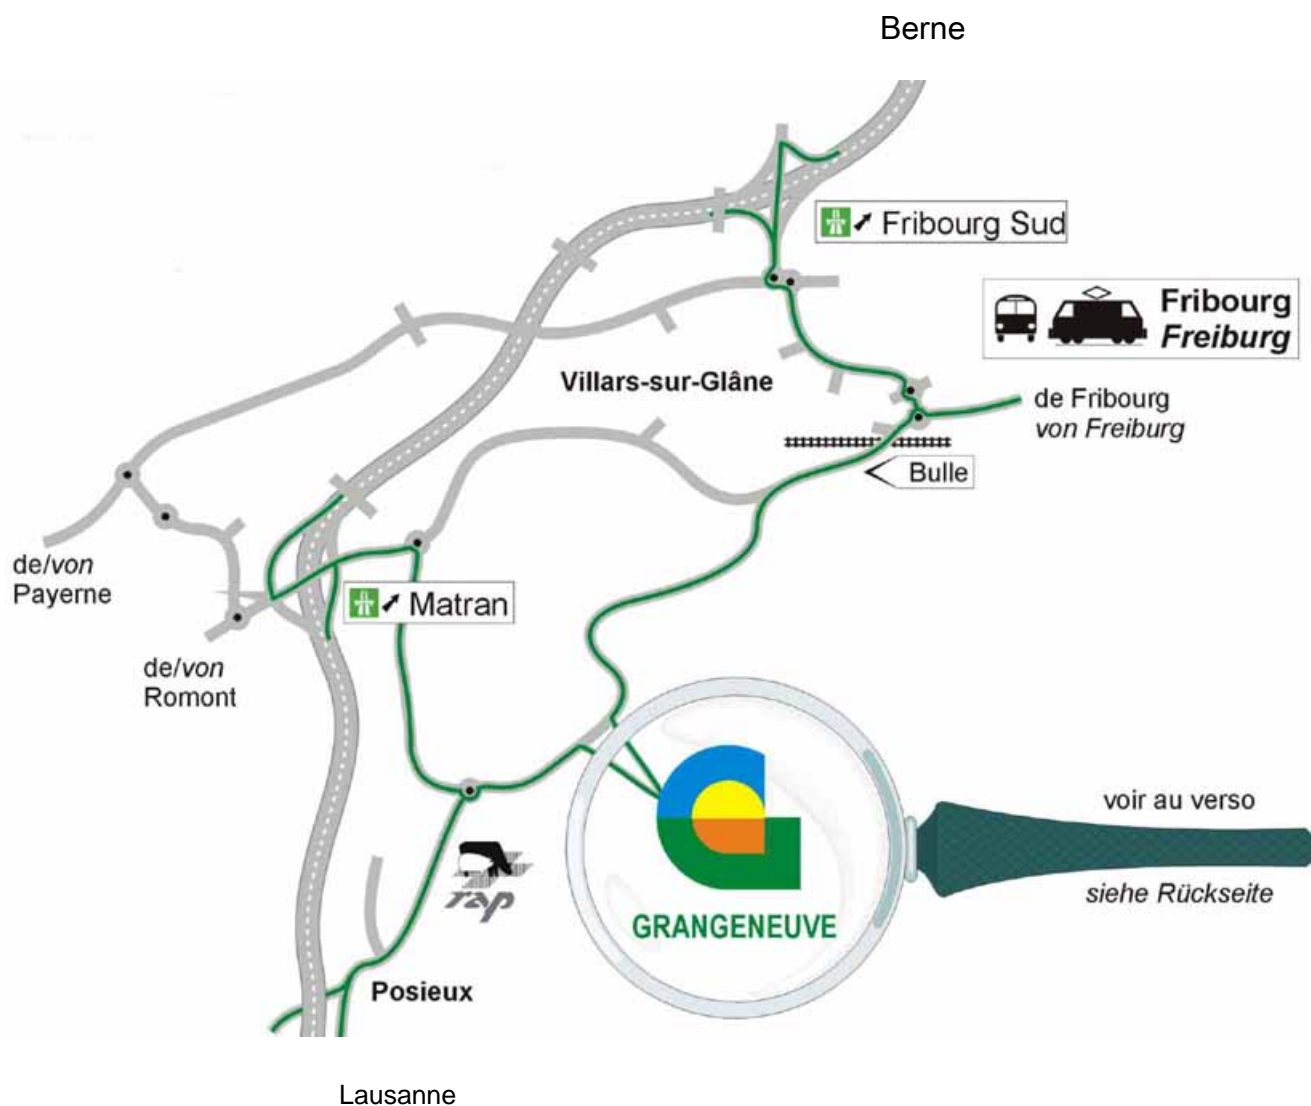 Berne
Fribourg Sud
Fribourg
Freiburg
Villars-sur-Glâne
de Fribourg
von Freiburg
Bulle
de/von
Payerne
Matran
de/von
Romont
voir au verso
rap
siehe Rückseite
GRANGENEUVE
Posieux
Lausanne